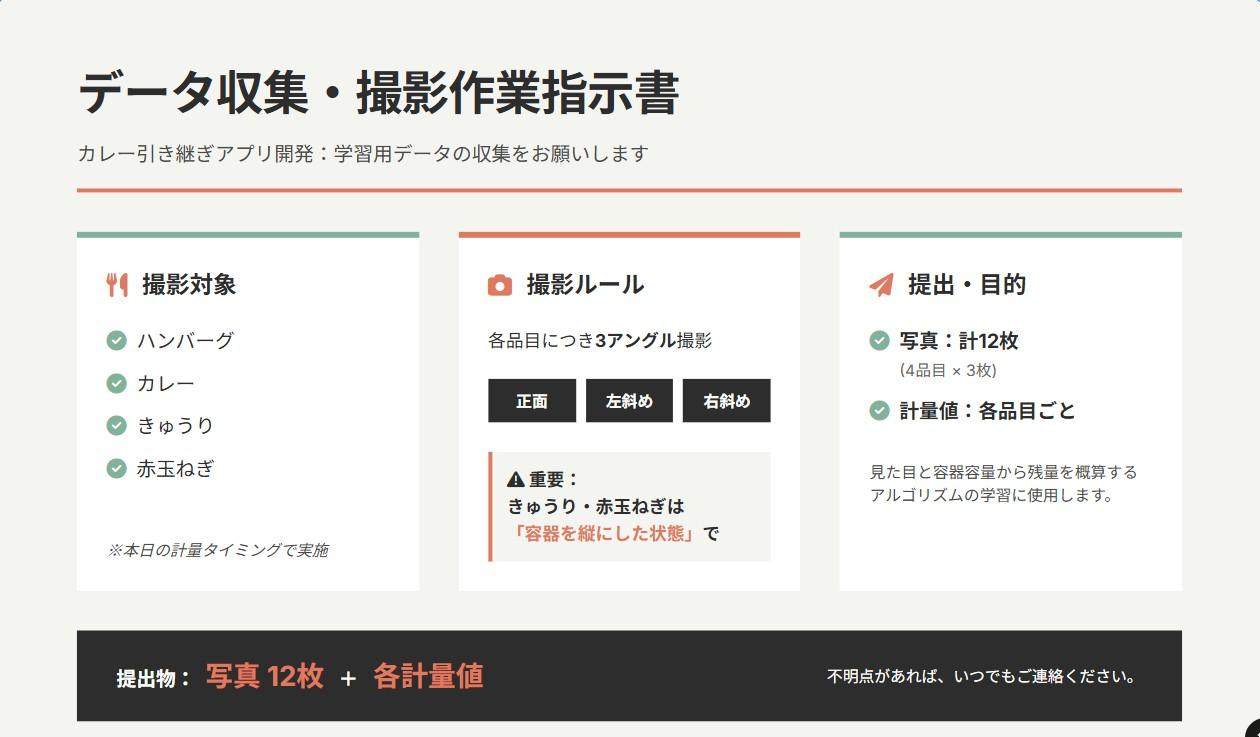 データ収集・撮影作業指示書
カレー引き継ぎアプリ開発：学習用データの収集をお願いします
撮影対象
ハンバーグ
カレー
きゅうり
赤玉ねぎ
※本日の計量タイミングで実施
撮影ルール
各品目につき3アングル撮影
正面
左斜め
右斜め
重要：
きゅうり・赤玉ねぎは
「容器を縦にした状態」で
提出・目的
写真：計12枚
(4品目 × 3枚)
計量値：各品目ごと
見た目と容器容量から残量を概算する
アルゴリズムの学習に使用します。
提出物： 写真 12枚 + 各計量値
不明点があれば、いつでもご連絡ください。